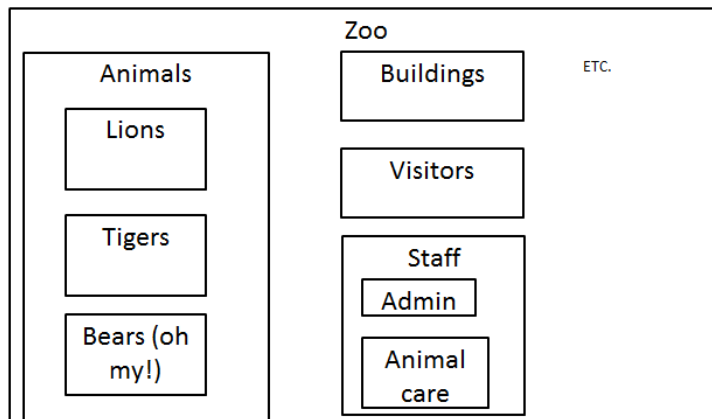 Zoo
Animals
Lions
Tigers
Bears (oh
my!)
Buildings
Visitors
Staff
Admin
Animal
care
ETC.